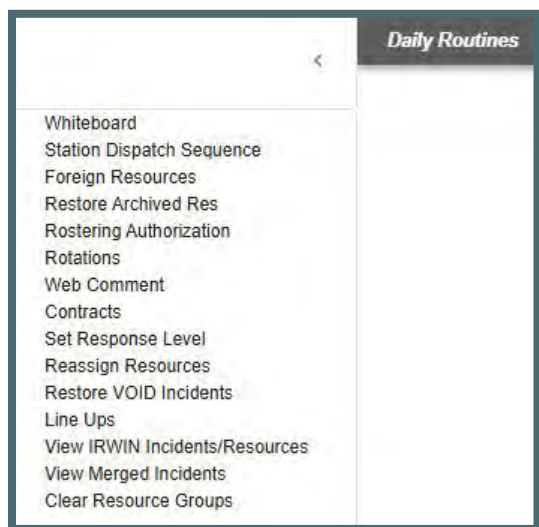 Daily Routines
Whiteboard
Station Dispatch Sequence
Foreign Resources
Restore Archived Res
Rostering Authorization
Rotations
Web Comment
Contracts
Set Response Level
Reassign Resources
Restore VOID Incidents
Line Ups
View IRWIN Incidents/Resources
View Merged Incidents
Clear Resource Groups